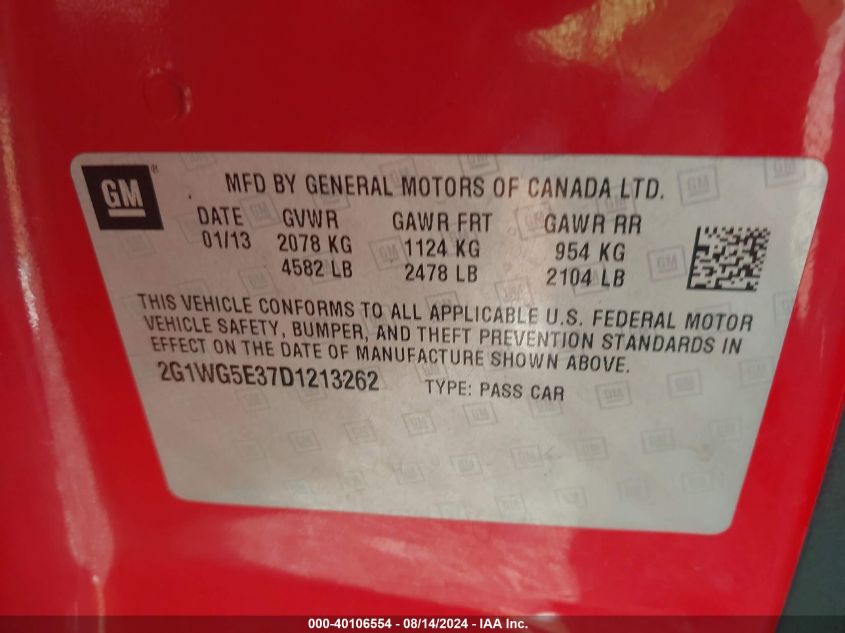 GM ®
MFD BY GENERAL MOTORS OF CANADA LTD.
DATE GVWR GAWR FRT GAWR RR
01/13 2078 KG 1124 KG 954 KG
4582 LB 2478 LB 2104 LB
THIS VEHICLE CONFORMS TO ALL APPLICABLE U.S. FEDERAL MOTOR
VEHICLE SAFETY, BUMPER, AND THEFT PREVENTION STANDARDS IN
EFFECT ON THE DATE OF MANUFACTURE SHOWN ABOVE.
2G1WG5E37D1213262 TYPE: PASS CAR
000-40106554 - 08/14/2024 - IAA Inc.